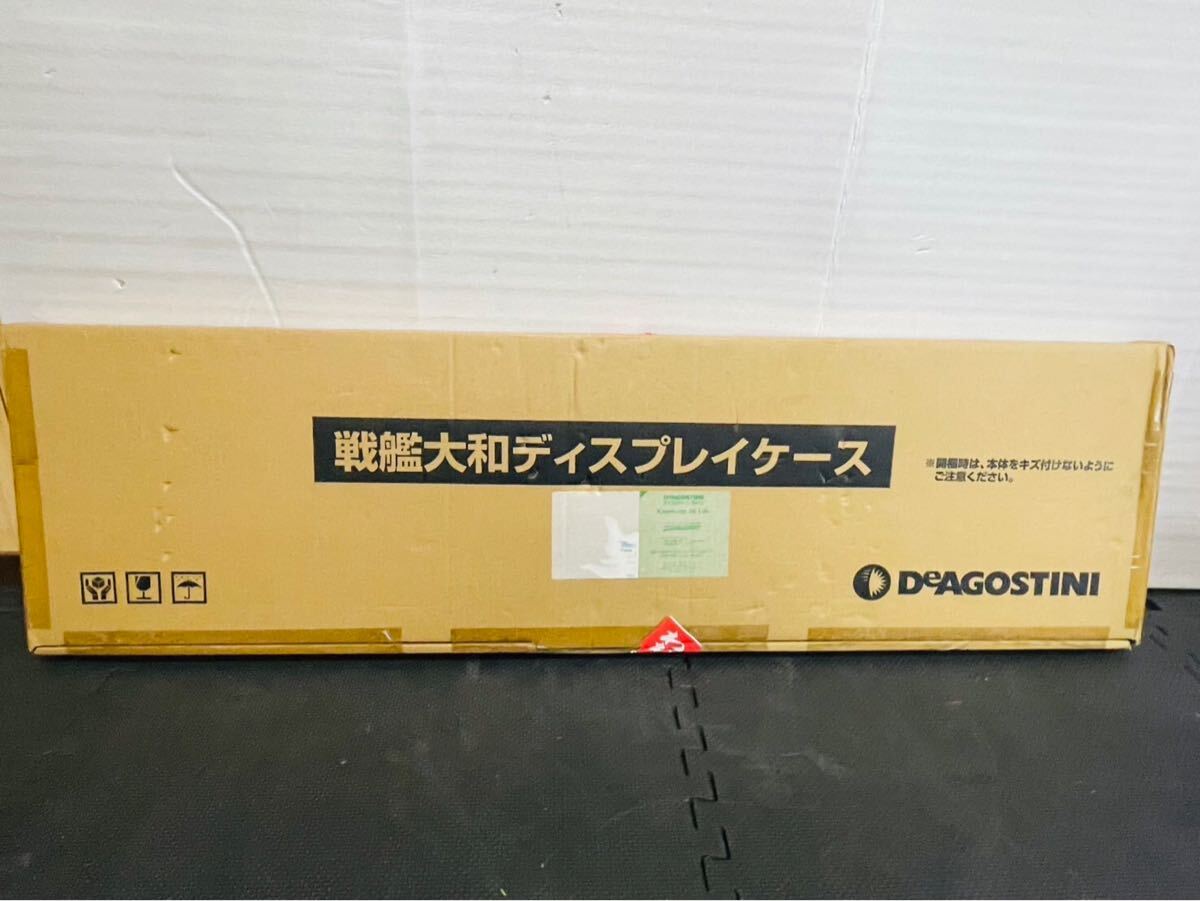 戦艦大和ディスプレイケース
※開梱時は、本体をキズ付けないように
ご注意ください。
DeAGOSTINI
DeAGOSTINI